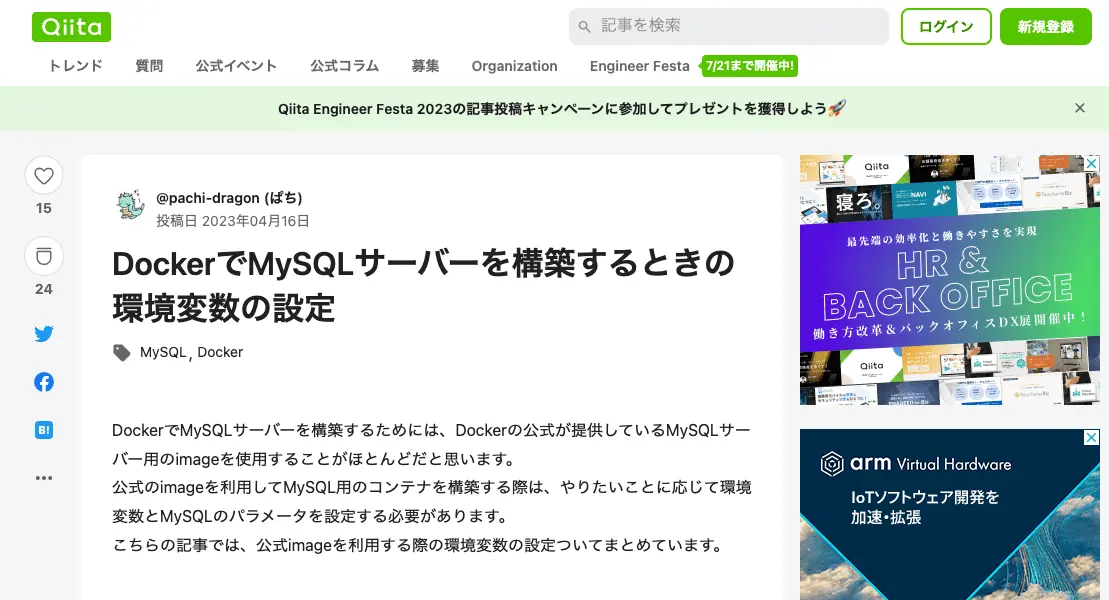 Qiita
記事を検索
ログイン
新規登録
トレンド 質問 公式イベント 公式コラム 募集 Organization Engineer Festa 7/21まで開催中!
Qiita Engineer Festa 2023の記事投稿キャンペーンに参加してプレゼントを獲得しよう🚀
15
24
B!
@pachi-dragon (ぱち)
投稿日 2023年04月16日
DockerでMySQLサーバーを構築するときの
環境変数の設定
MySQL, Docker
DockerでMySQLサーバーを構築するためには、Dockerの公式が提供しているMySQLサー
バー用のimageを使用することがほとんどだと思います。
公式のimageを利用してMySQL用のコンテナを構築する際は、やりたいことに応じて環境
変数とMySQLのパラメータを設定する必要があります。
こちらの記事では、公式imageを利用する際の環境変数の設定ついてまとめています。
Qiita
寝ろ。
NAVI
最先端の効率化と働きやすさを実現
HR &
BACK OFFICE
働き方改革&バックオフィスDX展開催中!
Qiita
arm Virtual Hardware
IoTソフトウェア開発を
加速・拡張